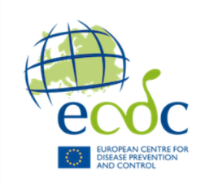 ecdc
EUROPEAN CENTRE FOR
DISEASE PREVENTION
AND CONTROL